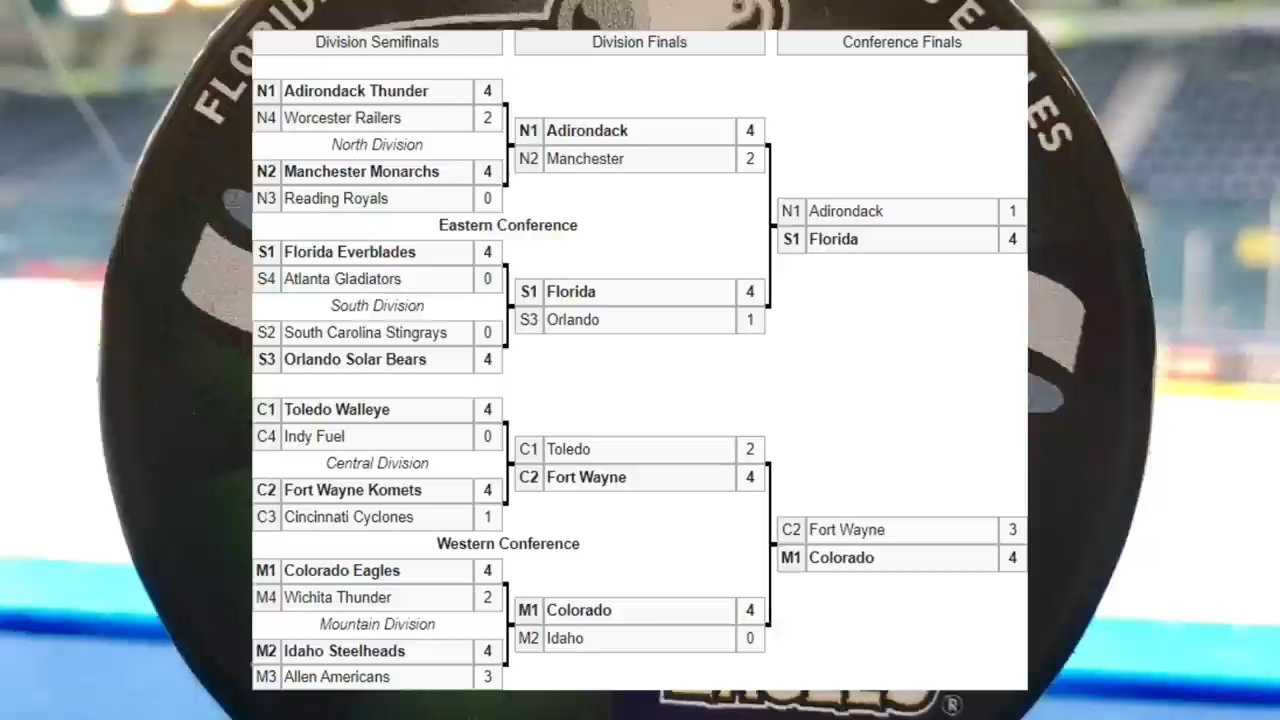 FLORID
EAGLES
Division Semifinals
Division Finals
Conference Finals
N1 Adirondack Thunder 4
N4 Worcester Railers 2
North Division
N2 Manchester Monarchs 4
N3 Reading Royals 0
N1 Adirondack 4
N2 Manchester 2
Eastern Conference
N1 Adirondack 1
S1 Florida 4
S1 Florida Everblades 4
S4 Atlanta Gladiators 0
South Division
S2 South Carolina Stingrays 0
S3 Orlando Solar Bears 4
S1 Florida 4
S3 Orlando 1
C1 Toledo Walleye 4
C4 Indy Fuel 0
Central Division
C2 Fort Wayne Komets 4
C3 Cincinnati Cyclones 1
C1 Toledo 2
C2 Fort Wayne 4
Western Conference
C2 Fort Wayne 3
M1 Colorado 4
M1 Colorado Eagles 4
M4 Wichita Thunder 2
Mountain Division
M2 Idaho Steelheads 4
M3 Allen Americans 3
M1 Colorado 4
M2 Idaho 0
EAGLES ®